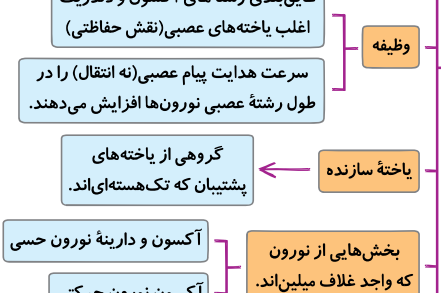 اغلب یاخته‌های عصبی(نقش حفاظتی)
وظیفه
سرعت هدایت پیام عصبی(نه انتقال) را در
طول رشتهٔ عصبی نورون‌ها افزایش می‌دهند.
یاختهٔ سازنده
گروهی از یاخته‌های
پشتیبان که تک‌هسته‌ای‌اند.
بخش‌هایی از نورون
که واجد غلاف میلین‌اند.
آکسون و دارینهٔ نورون حسی